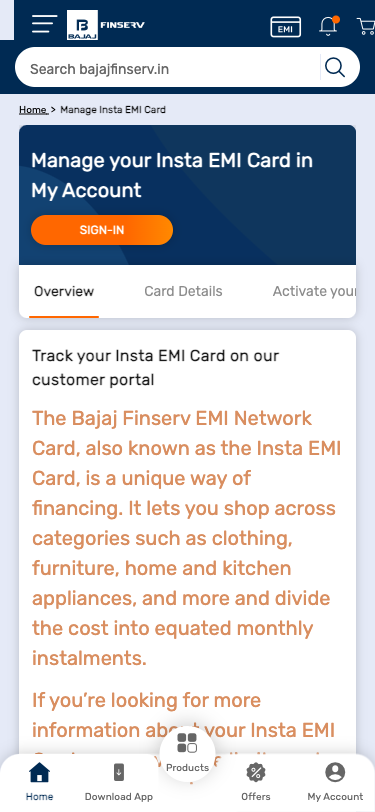 BAJAJ
FINSERV
EMI
Search bajajfinserv.in
Home > Manage Insta EMI Card
Manage your Insta EMI Card in
My Account
SIGN-IN
Overview
Card Details
Activate your
Track your Insta EMI Card on our
customer portal
The Bajaj Finserv EMI Network
Card, also known as the Insta EMI
Card, is a unique way of
financing. It lets you shop across
categories such as clothing,
furniture, home and kitchen
appliances, and more and divide
the cost into equated monthly
instalments.
If you’re looking for more
information your Insta EMI
Products
Home
Download App
Offers
My Account